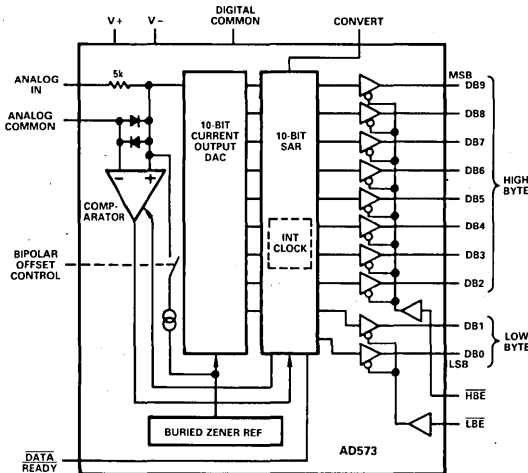 V+ V− DIGITAL COMMON CONVERT
ANALOG IN
5k
ANALOG COMMON
10-BIT CURRENT OUTPUT DAC
10-BIT SAR
INT CLOCK
− +
COMP-
ARATOR
BIPOLAR OFFSET CONTROL
BURIED ZENER REF
DATA READY
AD573
MSB
DB9
DB8
DB7
DB6
DB5
DB4
DB3
DB2
HIGH BYTE
DB1
DB0
LSB
LOW BYTE
HBE
LBE